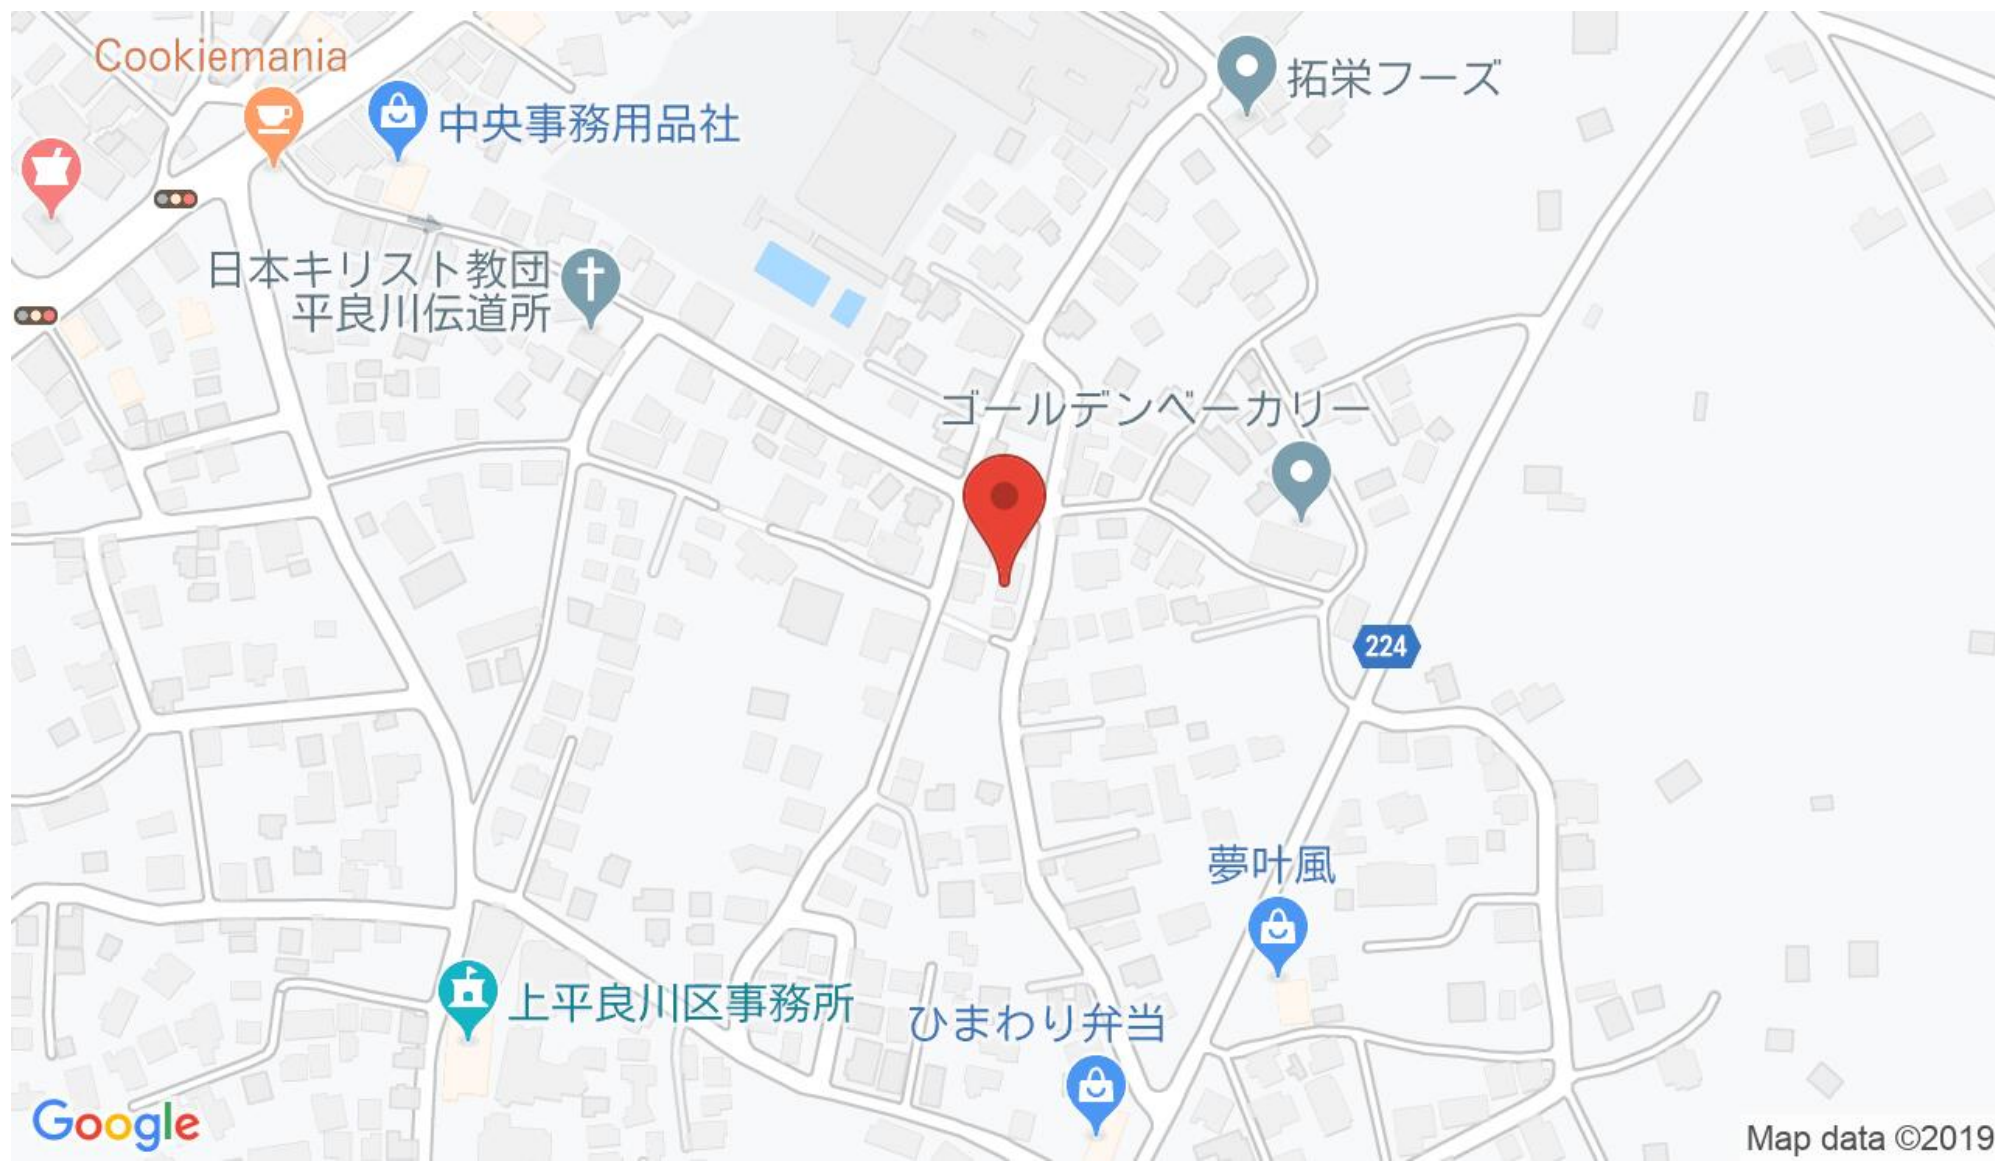 Cookiemania
中央事務用品社
拓栄フーズ
日本キリスト教団
平良川伝道所
ゴールデンベーカリー
224
夢叶風
上平良川区事務所
ひまわり弁当
Google
Map data ©2019